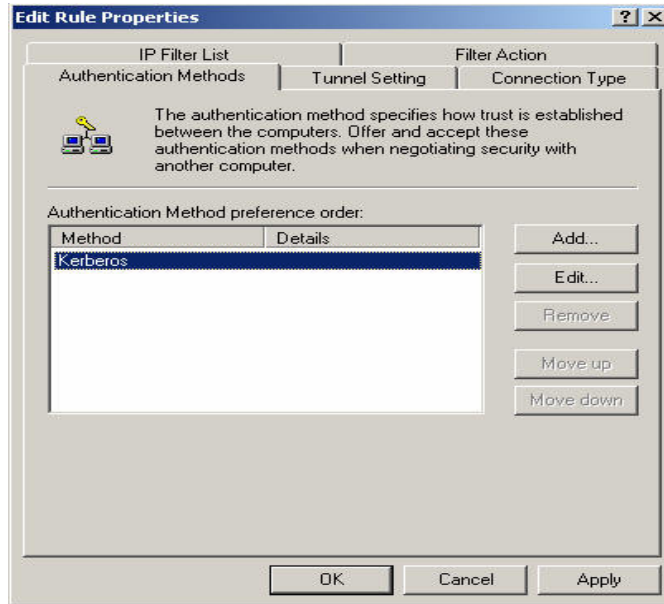 Edit Rule Properties
IP Filter List
Filter Action
Authentication Methods
Tunnel Setting
Connection Type
The authentication method specifies how trust is established
between the computers. Offer and accept these
authentication methods when negotiating security with
another computer.
Authentication Method preference order:
Method
Details
Kerberos
Add...
Edit...
Remove
Move up
Move down
OK
Cancel
Apply